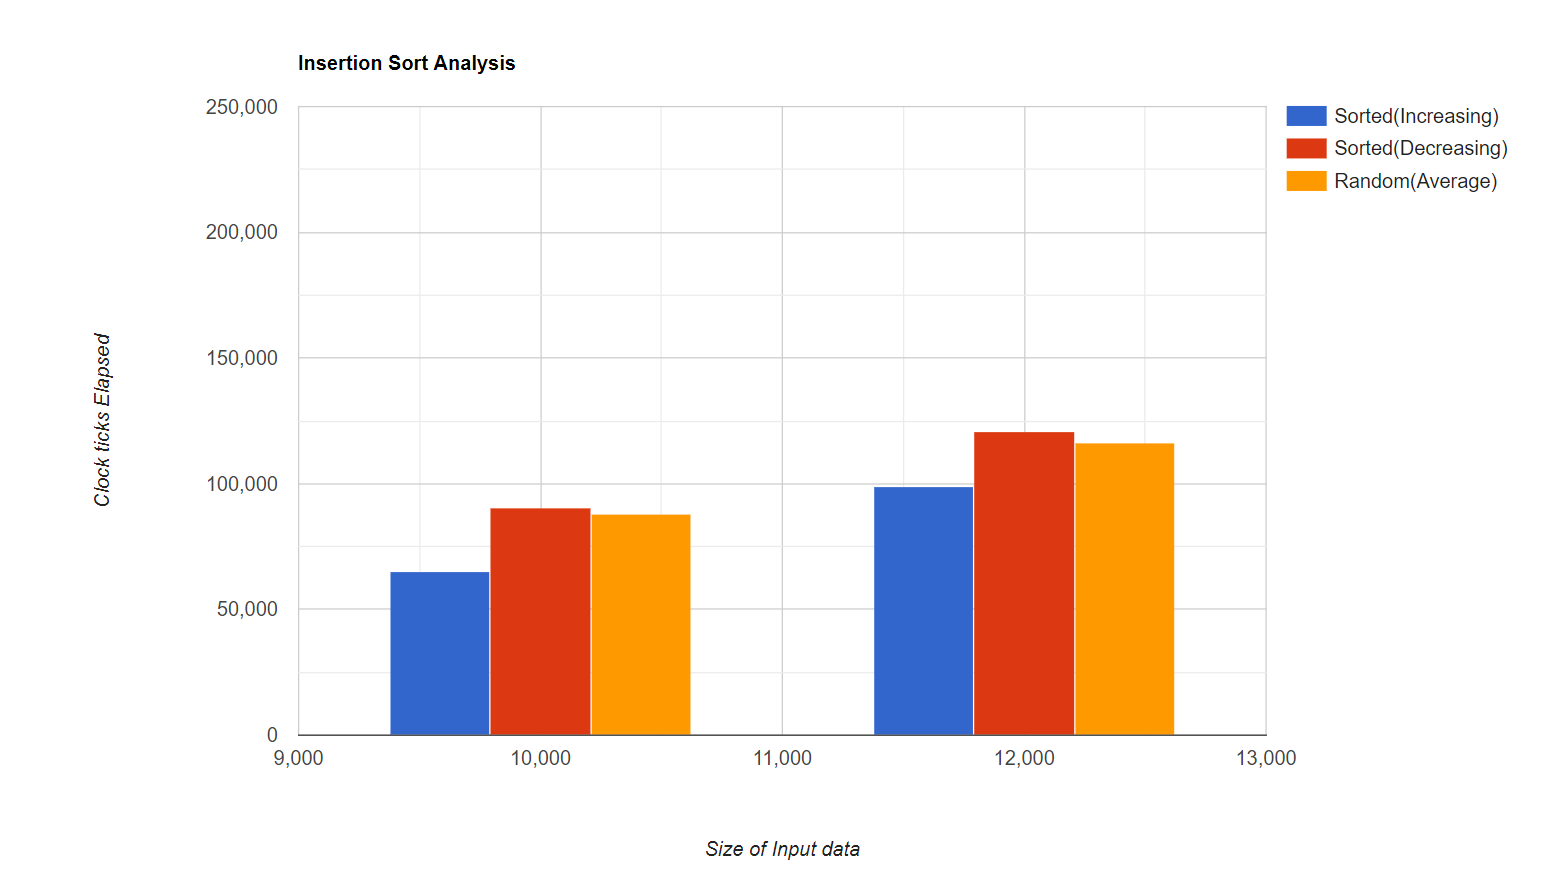 Insertion Sort Analysis
250,000
200,000
150,000
100,000
50,000
0
Clock ticks Elapsed
9,000 10,000 11,000 12,000 13,000
Size of Input data
Sorted(Increasing)
Sorted(Decreasing)
Random(Average)